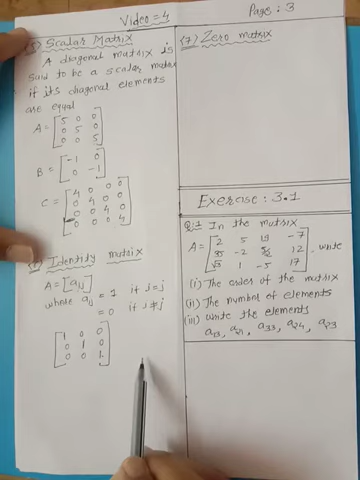 Video = 4
Page : 3
(5) Scalar Matrix
A diagonal matrix is
said to be a scalar matrix
if its diagonal elements
are equal
A = [5 0 0
0 5 0
0 0 5]
B = [-1 0
0 -1]
C = [4 0 0 0
0 4 0 0
0 0 4 0
0 0 0 4]
Identity matrix
A = [aij]
where aij = 1 if i=j
= 0 if i≠j
[1 0 0
0 1 0
0 0 1]
(7) Zero matrix
Exercise : 3.1
Q:1 In the matrix
A = [2 5 19 -7
35 -2 5/2 12
√3 1 -5 17], write
(i) The order of the matrix
(ii) The number of elements
(iii) Write the elements
a13, a21, a33, a24, a23